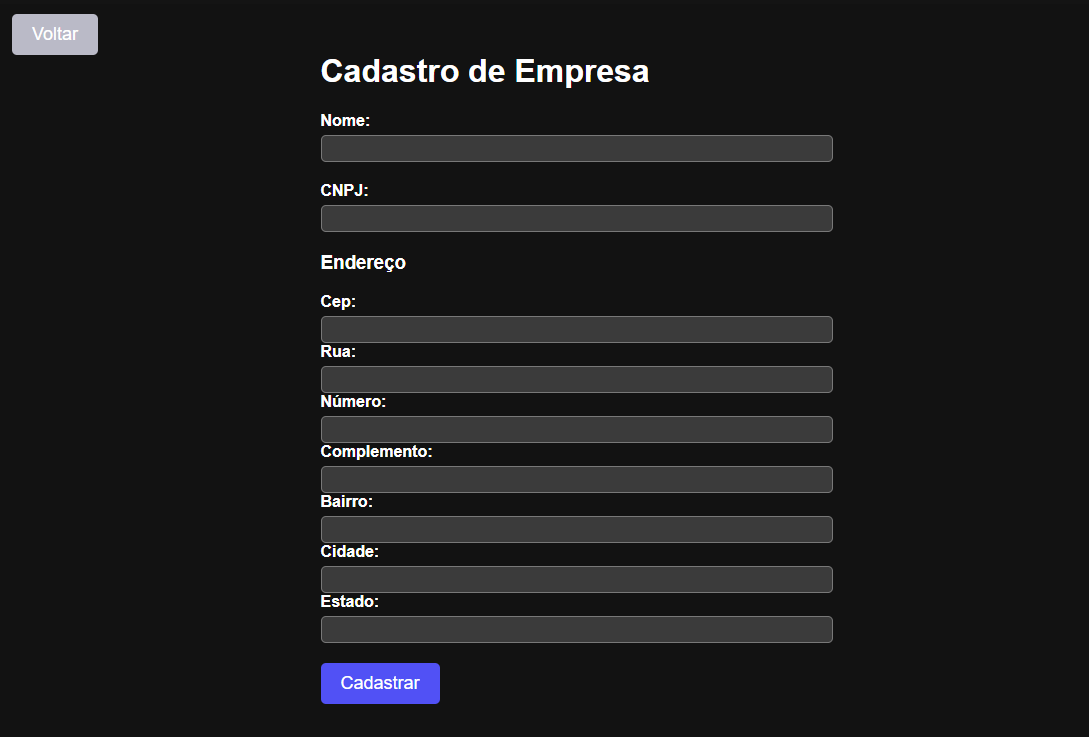 Voltar
Cadastro de Empresa
Nome:
CNPJ:
Endereço
Cep:
Rua:
Número:
Complemento:
Bairro:
Cidade:
Estado:
Cadastrar